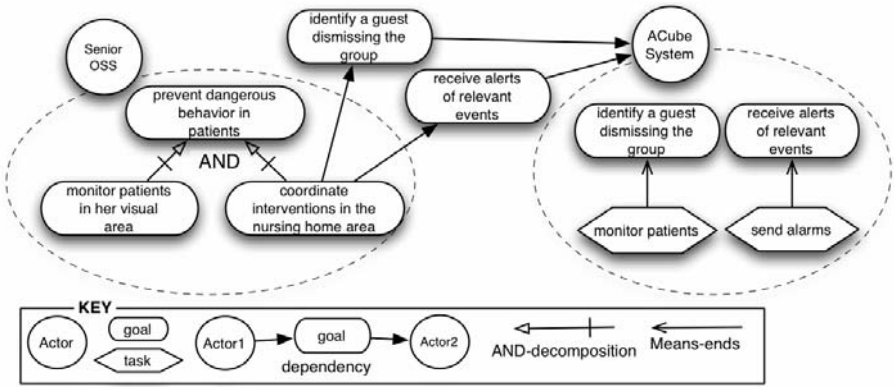 Senior
OSS
identify a guest
dismissing the
group
ACube
System
receive alerts
of relevant
events
prevent dangerous
behavior in
patients
AND
monitor patients
in her visual
area
coordinate
interventions in the
nursing home area
identify a guest
dismissing the
group
receive alerts
of relevant
events
monitor patients
send alarms
KEY
Actor
goal
task
Actor1
goal
Actor2
dependency
AND-decomposition
Means-ends